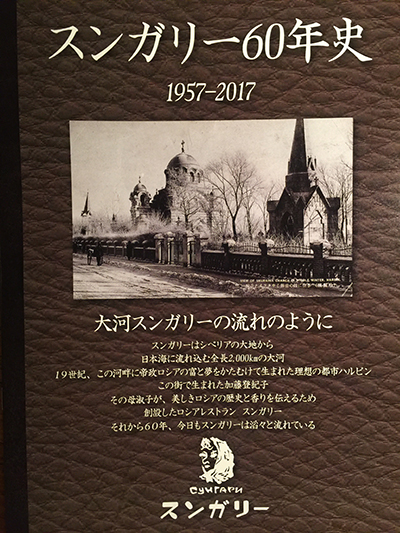 スンガリー60年史
1957-2017
大河スンガリーの流れのように
スンガリーはシベリアの大地から
日本海に流れ込む全長2,000kmの大河
19世紀、この河畔に帝政ロシアの富と夢をかたむけて生まれた理想の都市ハルビン
この街で生まれた加藤登紀子
その母淑子が、美しきロシアの歴史と香りを伝えるため
創設したロシアレストラン スンガリー
それから60年、今日もスンガリーは滔々と流れている
СУНГАРИ
スンガリー